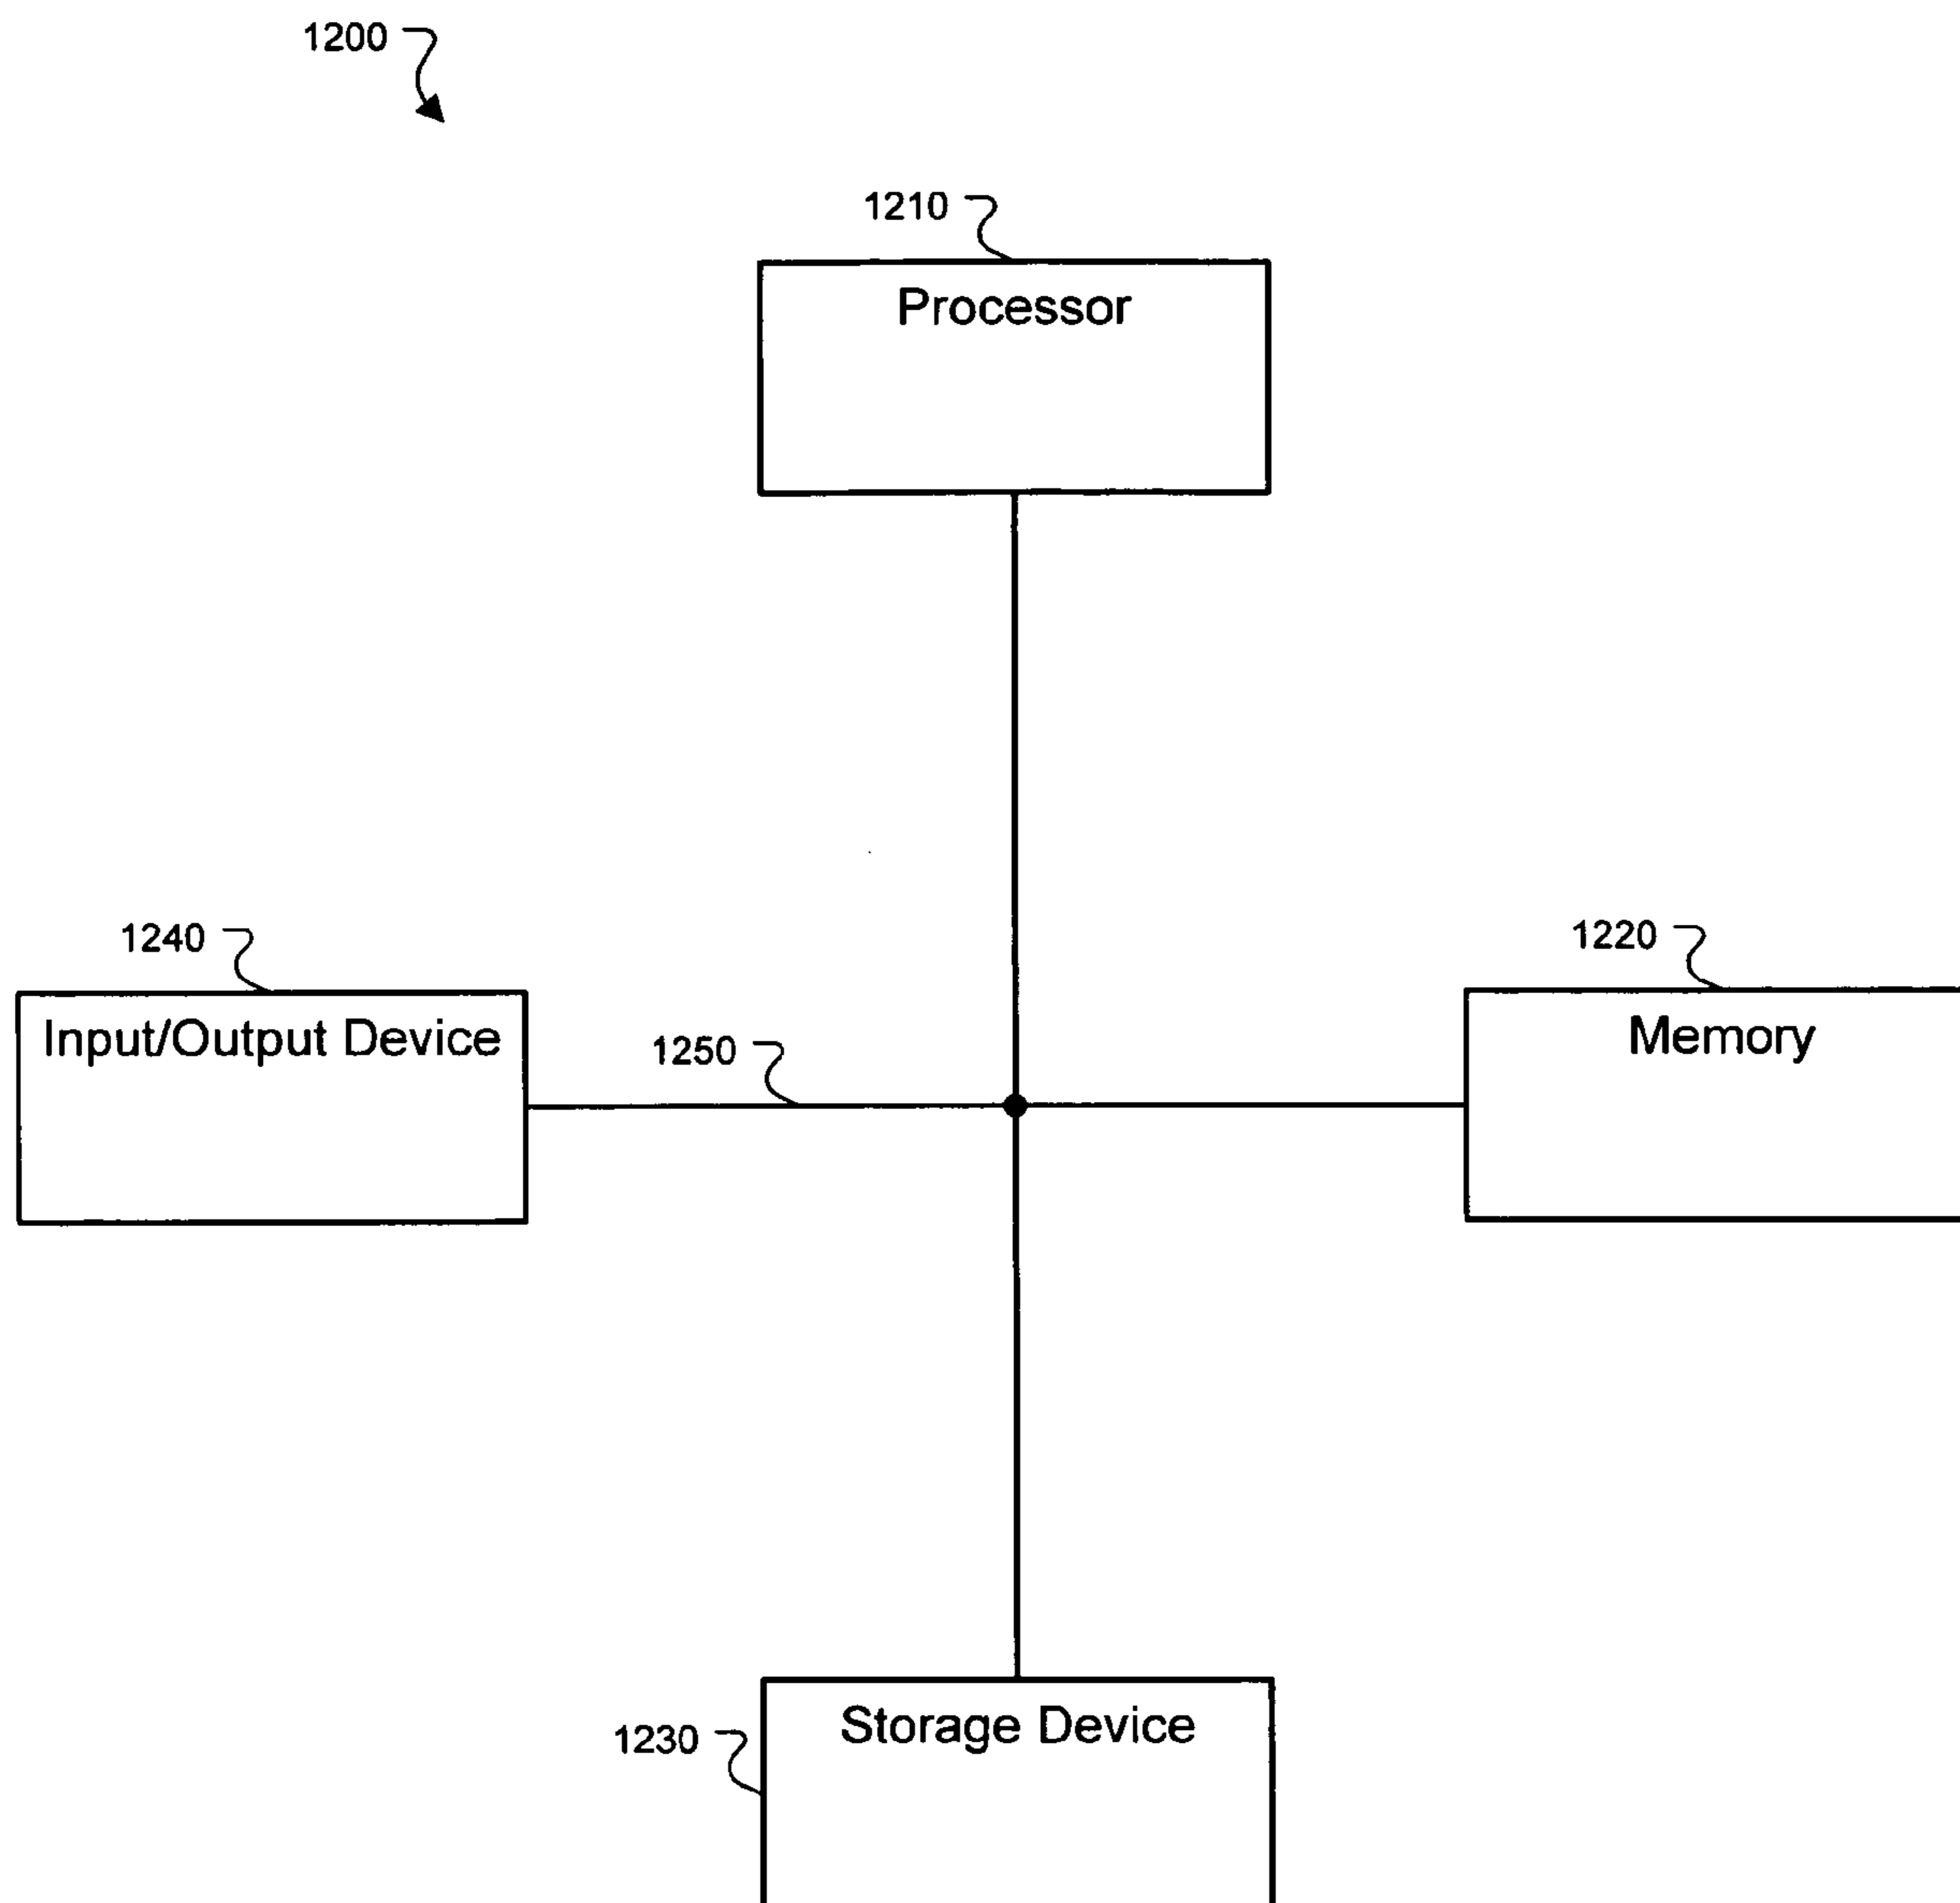 1200
1210
Processor
1240
1220
Input/Output Device
1250
Memory
1230
Storage Device